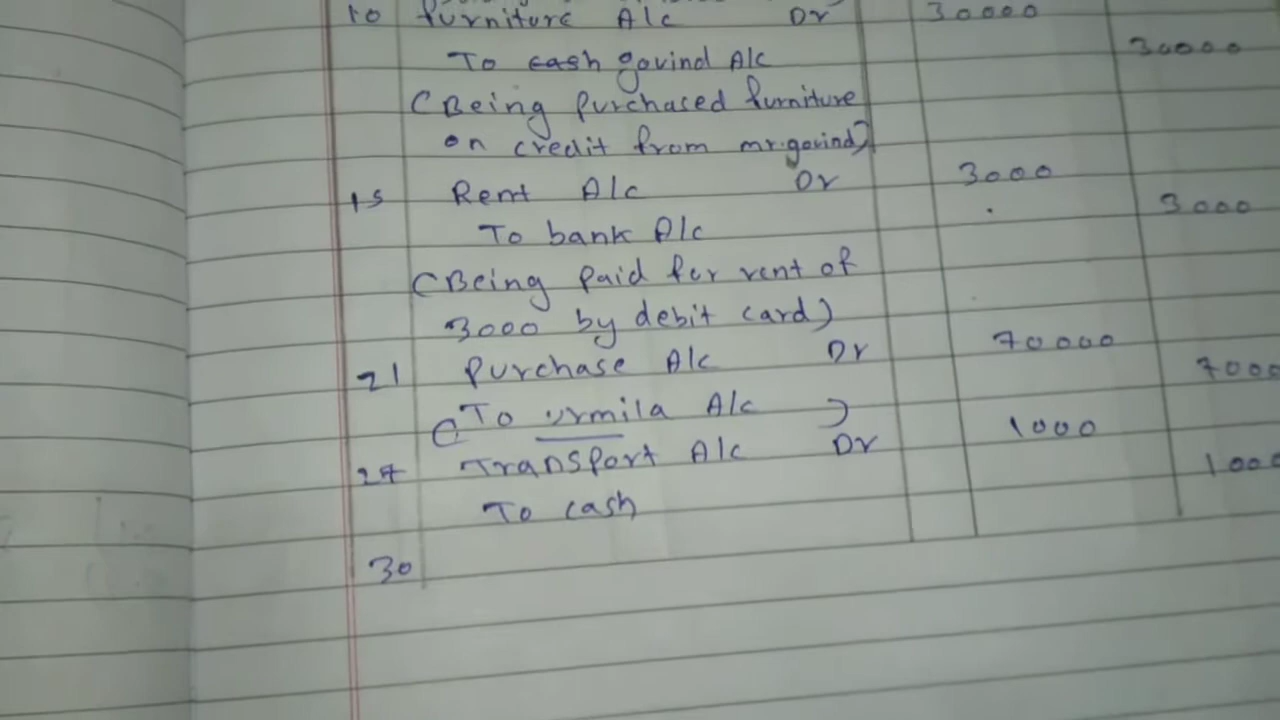 10 furniture A/c Dr 30000
To cash govind A/c 30000
(Being purchased furniture
on credit from mr.govind)
15 Rent A/c Dr 3000
To bank A/c 3000
(Being paid for rent of
3000 by debit card)
21 purchase A/c Dr 70000
(To urmila A/c ) 7000
27 Transport A/c Dr 1000
To cash 1000
30